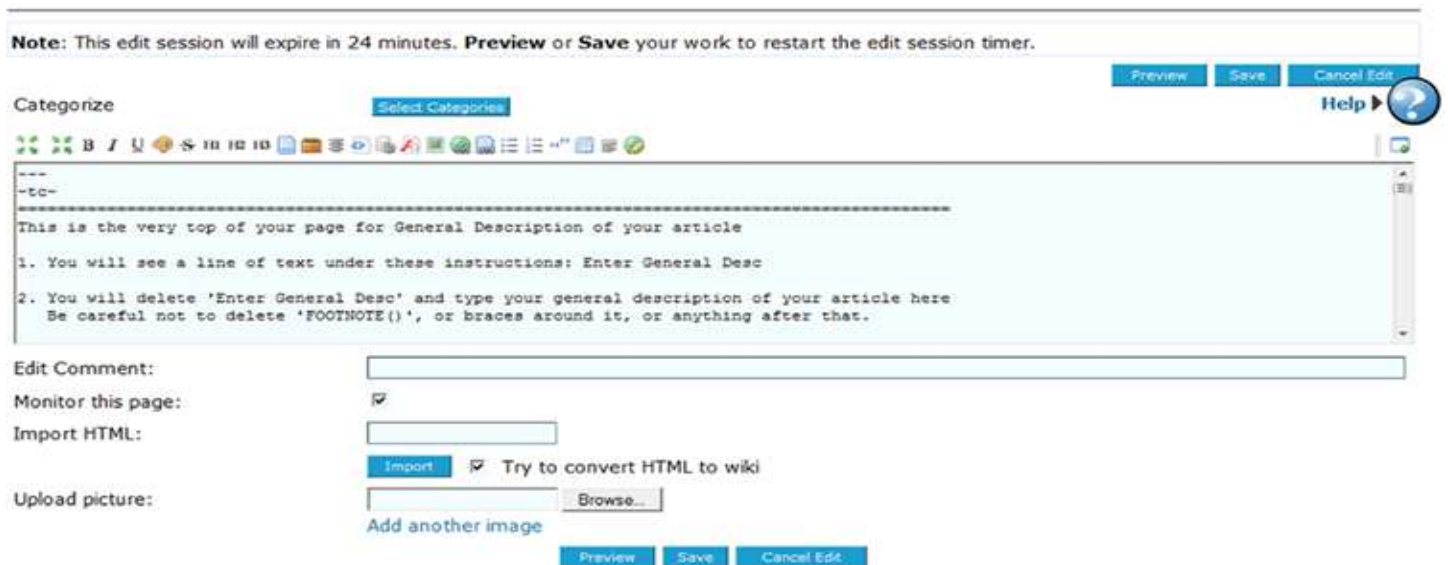 Note: This edit session will expire in 24 minutes. Preview or Save your work to restart the edit session timer.
Preview Save Cancel Edit
Categorize Select Categories Help
B I U S H1 H2 H3
---
-tc-
================================================================================
This is the very top of your page for General Description of your article
1. You will see a line of text under these instructions: Enter General Desc
2. You will delete 'Enter General Desc' and type your general description of your article here
Be careful not to delete 'FOOTNOTE()', or braces around it, or anything after that.
Edit Comment:
Monitor this page:
Import HTML:
Import Try to convert HTML to wiki
Upload picture: Browse...
Add another image
Preview Save Cancel Edit